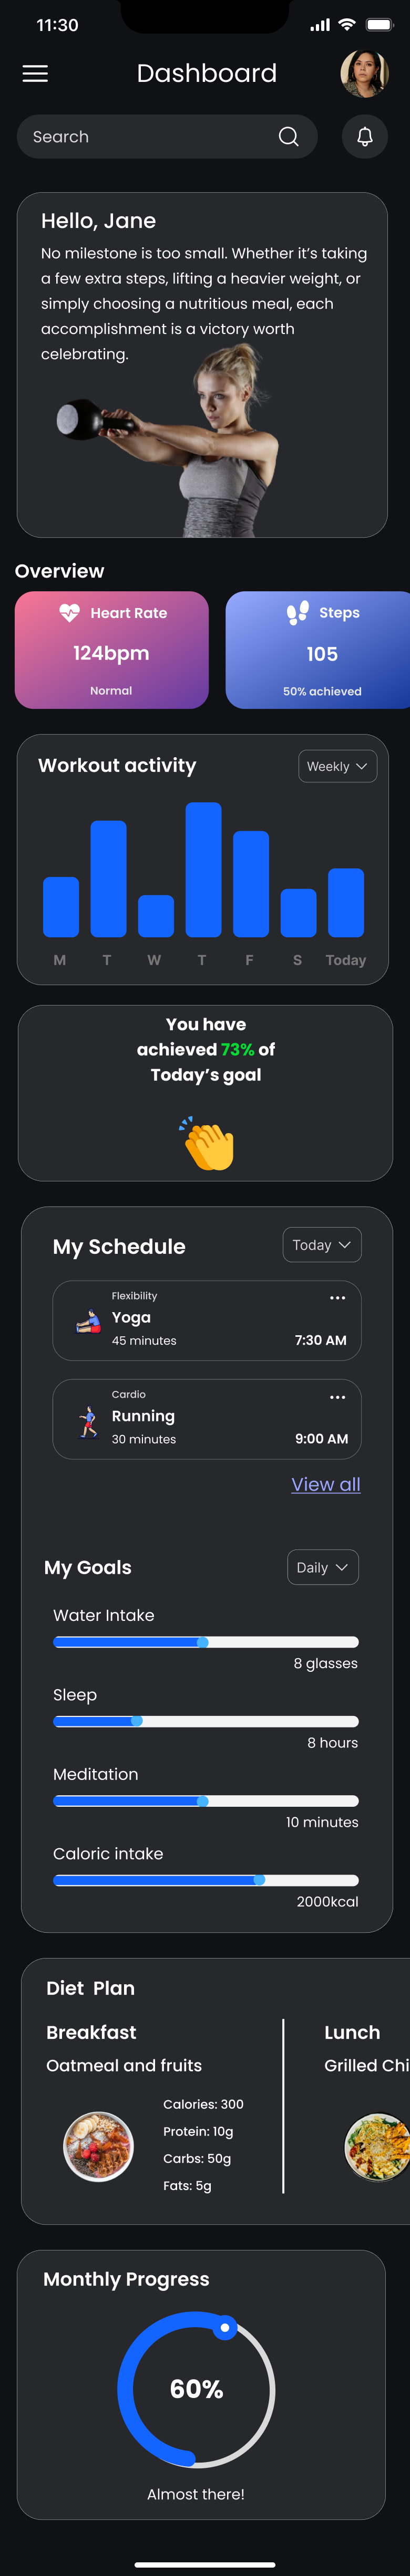 11:30
Dashboard
Search
Hello, Jane
No milestone is too small. Whether it’s taking
a few extra steps, lifting a heavier weight, or
simply choosing a nutritious meal, each
accomplishment is a victory worth
celebrating.
Overview
Heart Rate
124bpm
Normal
Steps
105
50% achieved
Workout activity
Weekly
M T W T F S Today
You have
achieved 73% of
Today’s goal
My Schedule
Today
Flexibility
Yoga
45 minutes
7:30 AM
Cardio
Running
30 minutes
9:00 AM
View all
My Goals
Daily
Water Intake
8 glasses
Sleep
8 hours
Meditation
10 minutes
Caloric intake
2000kcal
Diet Plan
Breakfast
Oatmeal and fruits
Calories: 300
Protein: 10g
Carbs: 50g
Fats: 5g
Lunch
Grilled Chi
Monthly Progress
60%
Almost there!